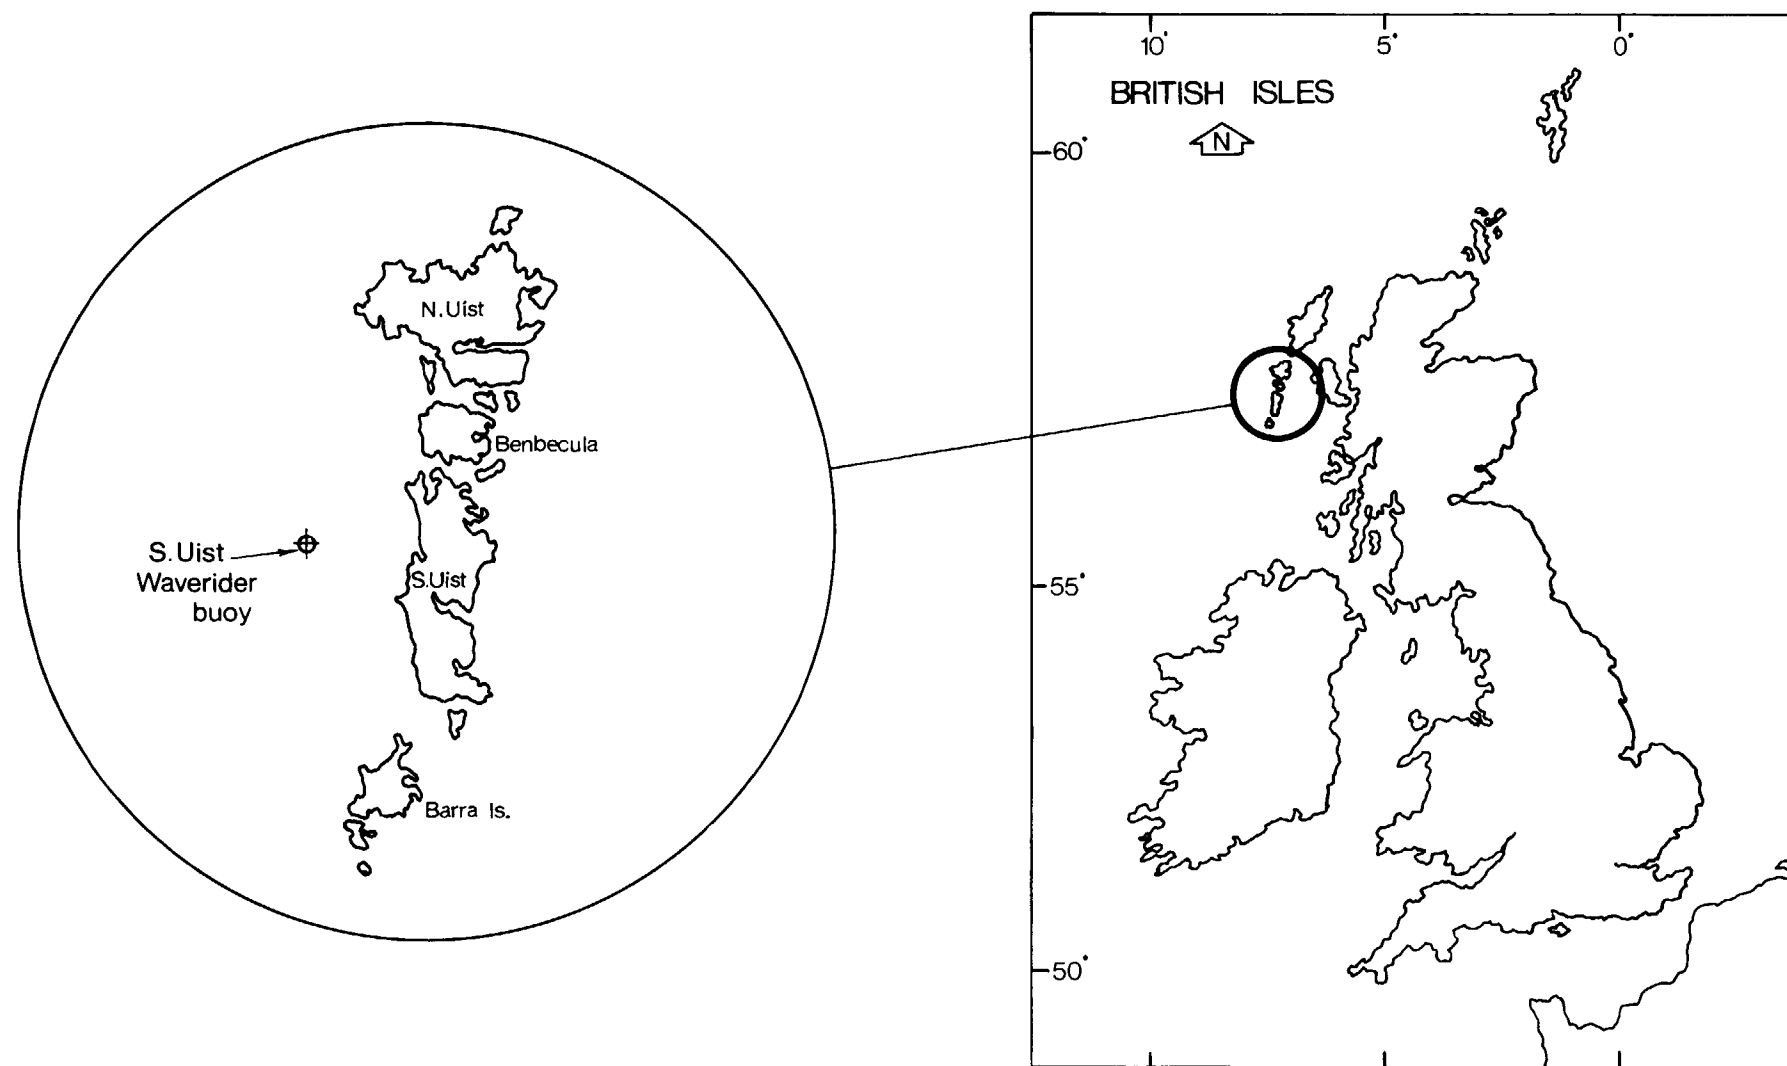 10°
5°
0°
BRITISH ISLES
N
60°
N.Uist
Benbecula
S.Uist
Waverider
buoy
S.Uist
55°
Barra Is.
50°